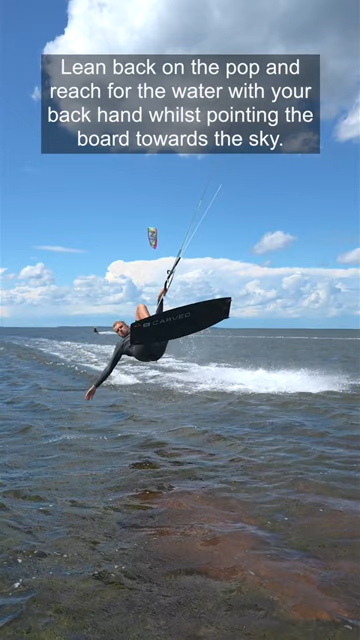 Lean back on the pop and
reach for the water with your
back hand whilst pointing the
board towards the sky.
CARVED